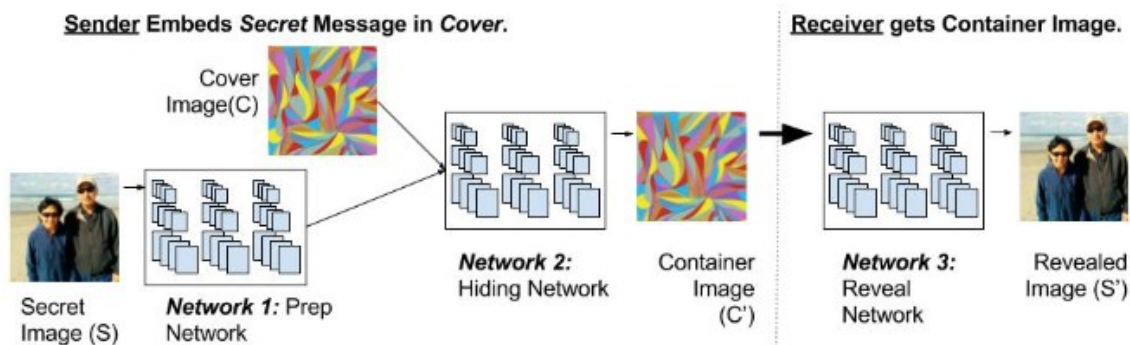 Sender Embeds Secret Message in Cover.
Receiver gets Container Image.
Cover
Image(C)
Secret
Image (S)
Network 1: Prep
Network
Network 2:
Hiding Network
Container
Image
(C')
Network 3:
Reveal
Network
Revealed
Image (S')